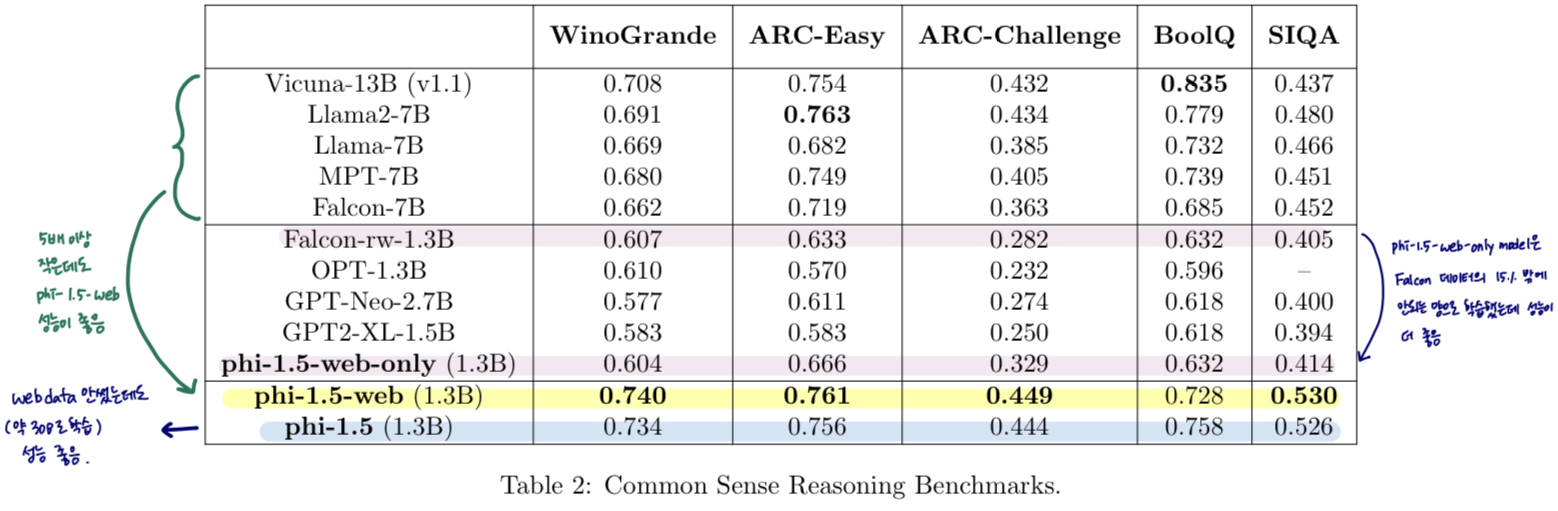 WinoGrande ARC-Easy ARC-Challenge BoolQ SIQA
Vicuna-13B (v1.1) 0.708 0.754 0.432 0.835 0.437
Llama2-7B 0.691 0.763 0.434 0.779 0.480
Llama-7B 0.669 0.682 0.385 0.732 0.466
MPT-7B 0.680 0.749 0.405 0.739 0.451
Falcon-7B 0.662 0.719 0.363 0.685 0.452
Falcon-rw-1.3B 0.607 0.633 0.282 0.632 0.405
OPT-1.3B 0.610 0.570 0.232 0.596 –
GPT-Neo-2.7B 0.577 0.611 0.274 0.618 0.400
GPT2-XL-1.5B 0.583 0.583 0.250 0.618 0.394
phi-1.5-web-only (1.3B) 0.604 0.666 0.329 0.632 0.414
phi-1.5-web (1.3B) 0.740 0.761 0.449 0.728 0.530
phi-1.5 (1.3B) 0.734 0.756 0.444 0.758 0.526
5배 이상
작은데도
phi-1.5-web
성능이 좋음
web data 안썼는데도
(약 30B로 학습)
성능 좋음.
phi-1.5-web-only model은
Falcon 데이터의 15% 밖에
안되는 양으로 학습했는데 성능이
더 좋음
Table 2: Common Sense Reasoning Benchmarks.